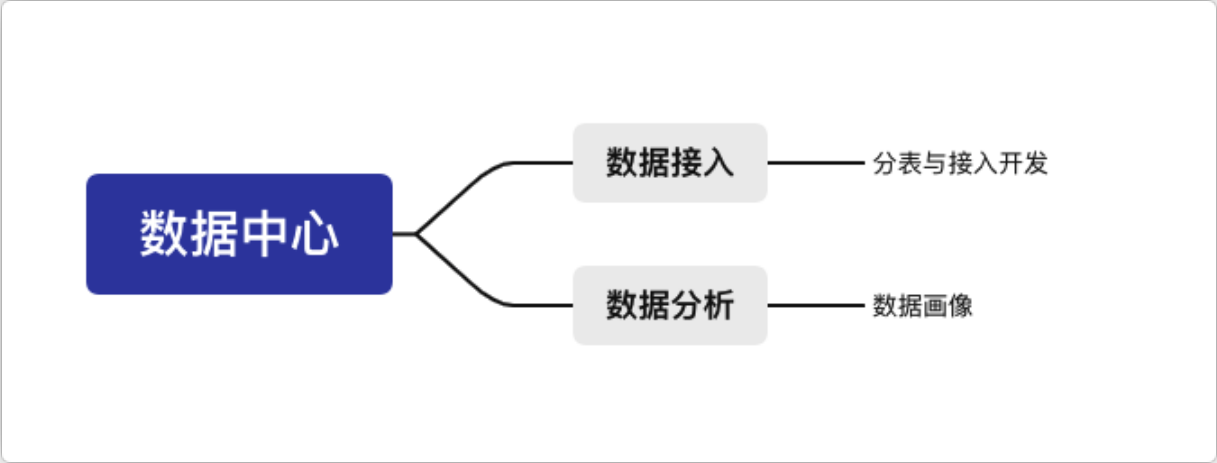 数据中心
数据接入
分表与接入开发
数据分析
数据画像